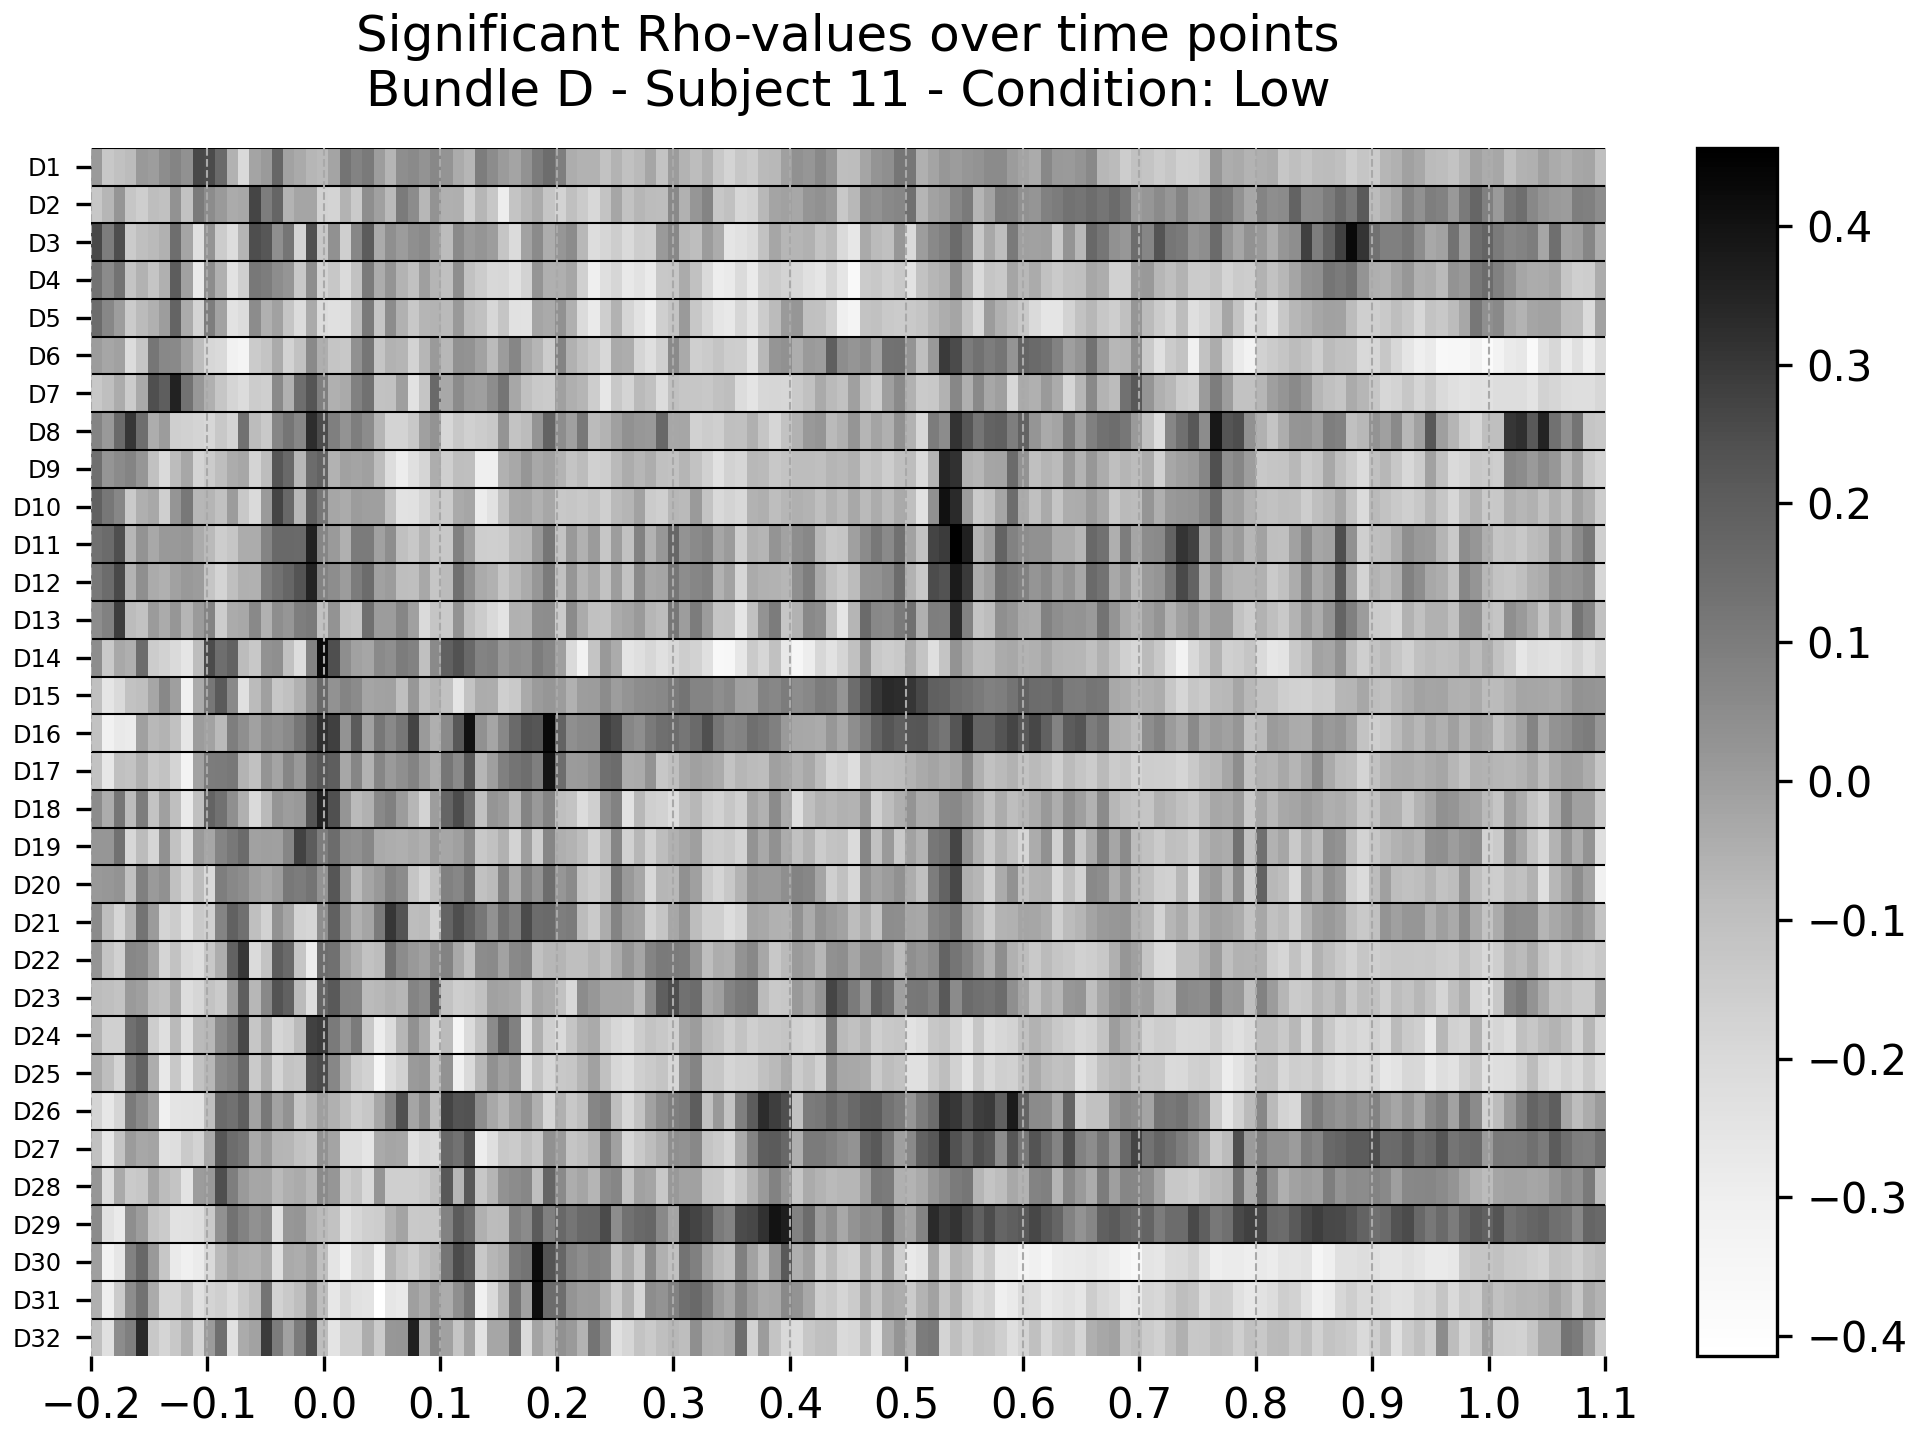 Significant Rho-values over time points
Bundle D - Subject 11 - Condition: Low
D1
D2
D3
D4
D5
D6
D7
D8
D9
D10
D11
D12
D13
D14
D15
D16
D17
D18
D19
D20
D21
D22
D23
D24
D25
D26
D27
D28
D29
D30
D31
D32
−0.2 −0.1 0.0 0.1 0.2 0.3 0.4 0.5 0.6 0.7 0.8 0.9 1.0 1.1
0.4
0.3
0.2
0.1
0.0
−0.1
−0.2
−0.3
−0.4